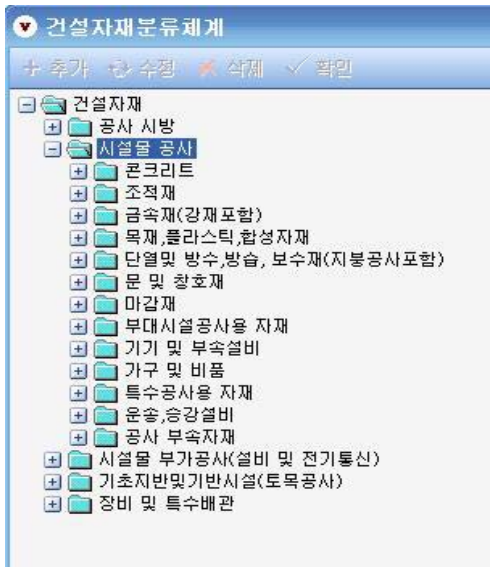 건설자재분류체계
추가 수정 삭제 확인
건설자재
공사 시방
시설물 공사
콘크리트
조적재
금속재(강재포함)
목재,플라스틱,합성자재
단열및 방수,방습, 보수재(지붕공사포함)
문 및 창호재
마감재
부대시설공사용 자재
기기 및 부속설비
가구 및 비품
특수공사용 자재
운송,승강설비
공사 부속자재
시설물 부가공사(설비 및 전기통신)
기초지반및기반시설(토목공사)
장비 및 특수배관